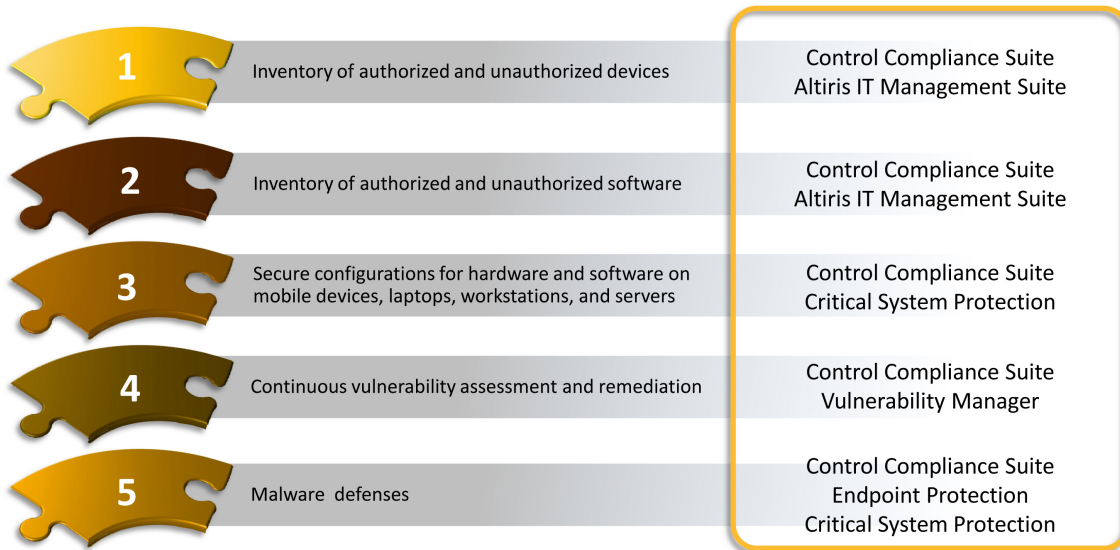 1
Inventory of authorized and unauthorized devices
Control Compliance Suite
Altiris IT Management Suite
2
Inventory of authorized and unauthorized software
Control Compliance Suite
Altiris IT Management Suite
3
Secure configurations for hardware and software on
mobile devices, laptops, workstations, and servers
Control Compliance Suite
Critical System Protection
4
Continuous vulnerability assessment and remediation
Control Compliance Suite
Vulnerability Manager
5
Malware defenses
Control Compliance Suite
Endpoint Protection
Critical System Protection